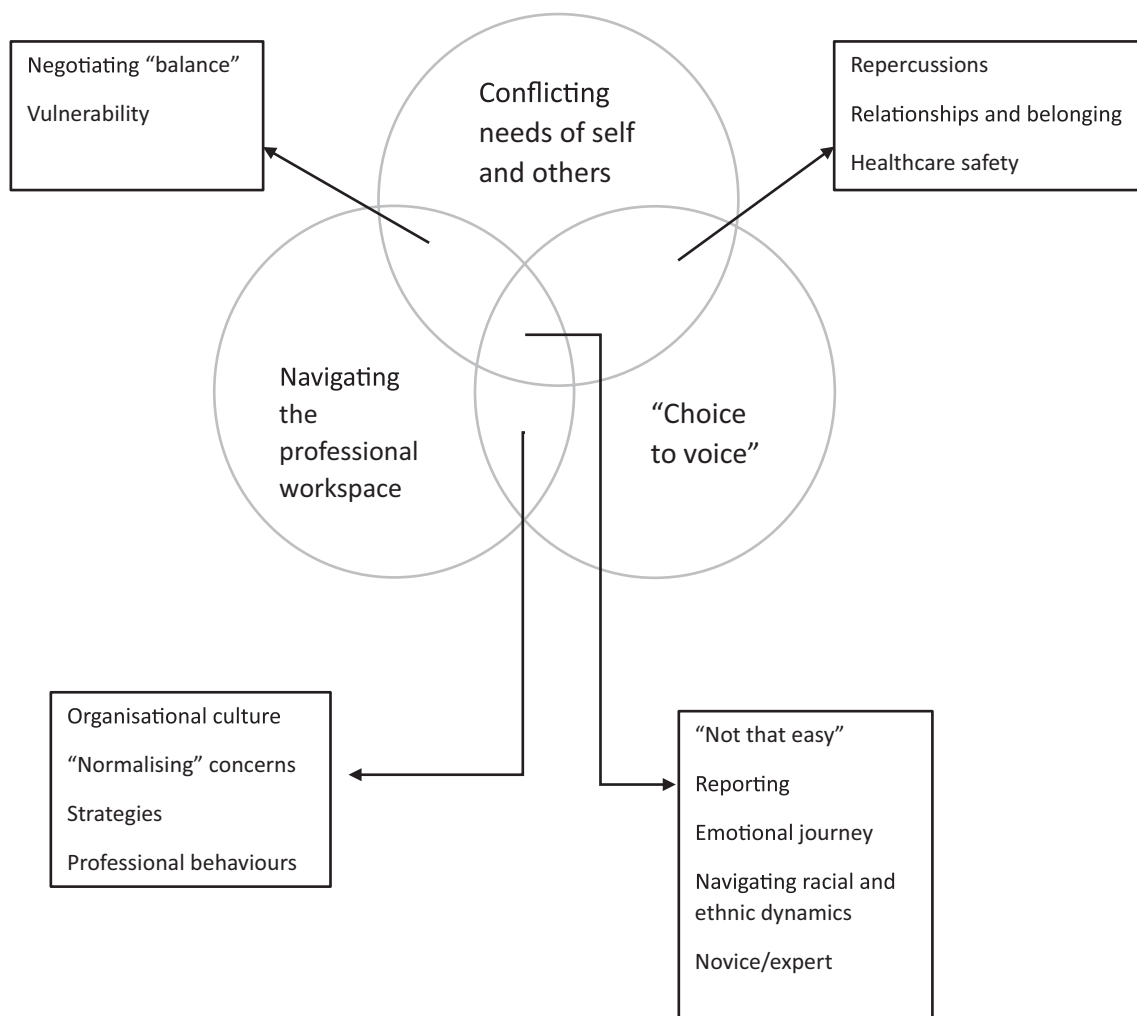 Negotiating “balance”
Vulnerability
Conflicting
needs of self
and others
Repercussions
Relationships and belonging
Healthcare safety
Navigating
the
professional
workspace
“Choice
to voice”
Organisational culture
“Normalising” concerns
Strategies
Professional behaviours
“Not that easy”
Reporting
Emotional journey
Navigating racial and
ethnic dynamics
Novice/expert